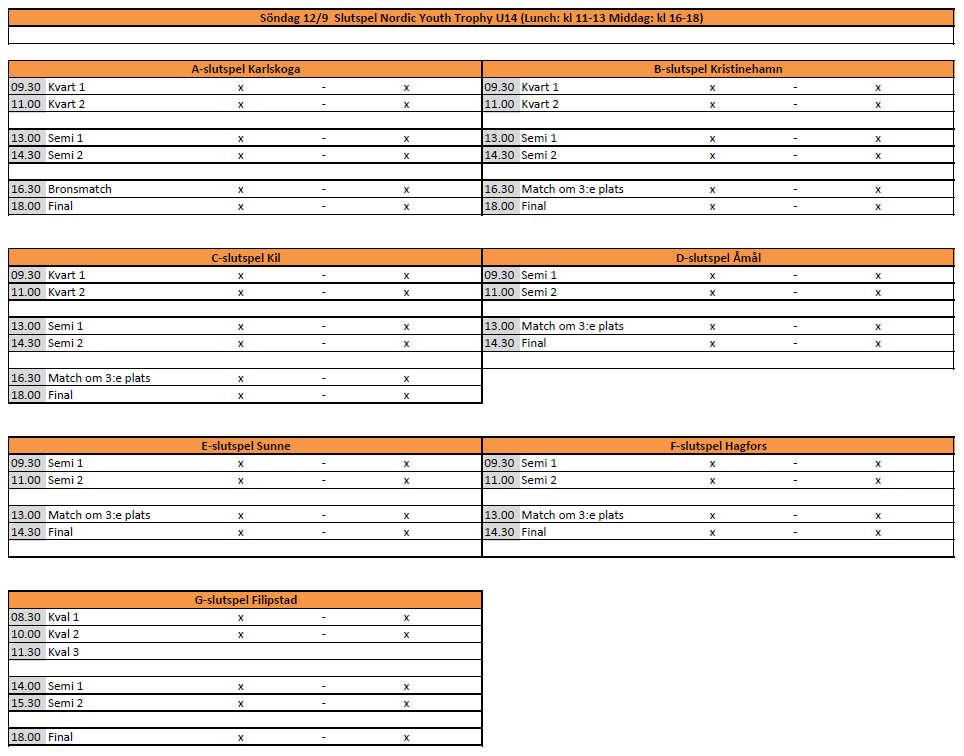 Söndag 12/9 Slutspel Nordic Youth Trophy U14 (Lunch: kl 11-13 Middag: kl 16-18)
A-slutspel Karlskoga
09.30 Kvart 1 x - x
11.00 Kvart 2 x - x
13.00 Semi 1 x - x
14.30 Semi 2 x - x
16.30 Bronsmatch x - x
18.00 Final x - x
B-slutspel Kristinehamn
09.30 Kvart 1 x - x
11.00 Kvart 2 x - x
13.00 Semi 1 x - x
14.30 Semi 2 x - x
16.30 Match om 3:e plats x - x
18.00 Final x - x
C-slutspel Kil
09.30 Kvart 1 x - x
11.00 Kvart 2 x - x
13.00 Semi 1 x - x
14.30 Semi 2 x - x
16.30 Match om 3:e plats x - x
18.00 Final x - x
D-slutspel Åmål
09.30 Semi 1 x - x
11.00 Semi 2 x - x
13.00 Match om 3:e plats x - x
14.30 Final x - x
E-slutspel Sunne
09.30 Semi 1 x - x
11.00 Semi 2 x - x
13.00 Match om 3:e plats x - x
14.30 Final x - x
F-slutspel Hagfors
09.30 Semi 1 x - x
11.00 Semi 2 x - x
13.00 Match om 3:e plats x - x
14.30 Final x - x
G-slutspel Filipstad
08.30 Kval 1 x - x
10.00 Kval 2 x - x
11.30 Kval 3
14.00 Semi 1 x - x
15.30 Semi 2 x - x
18.00 Final x - x